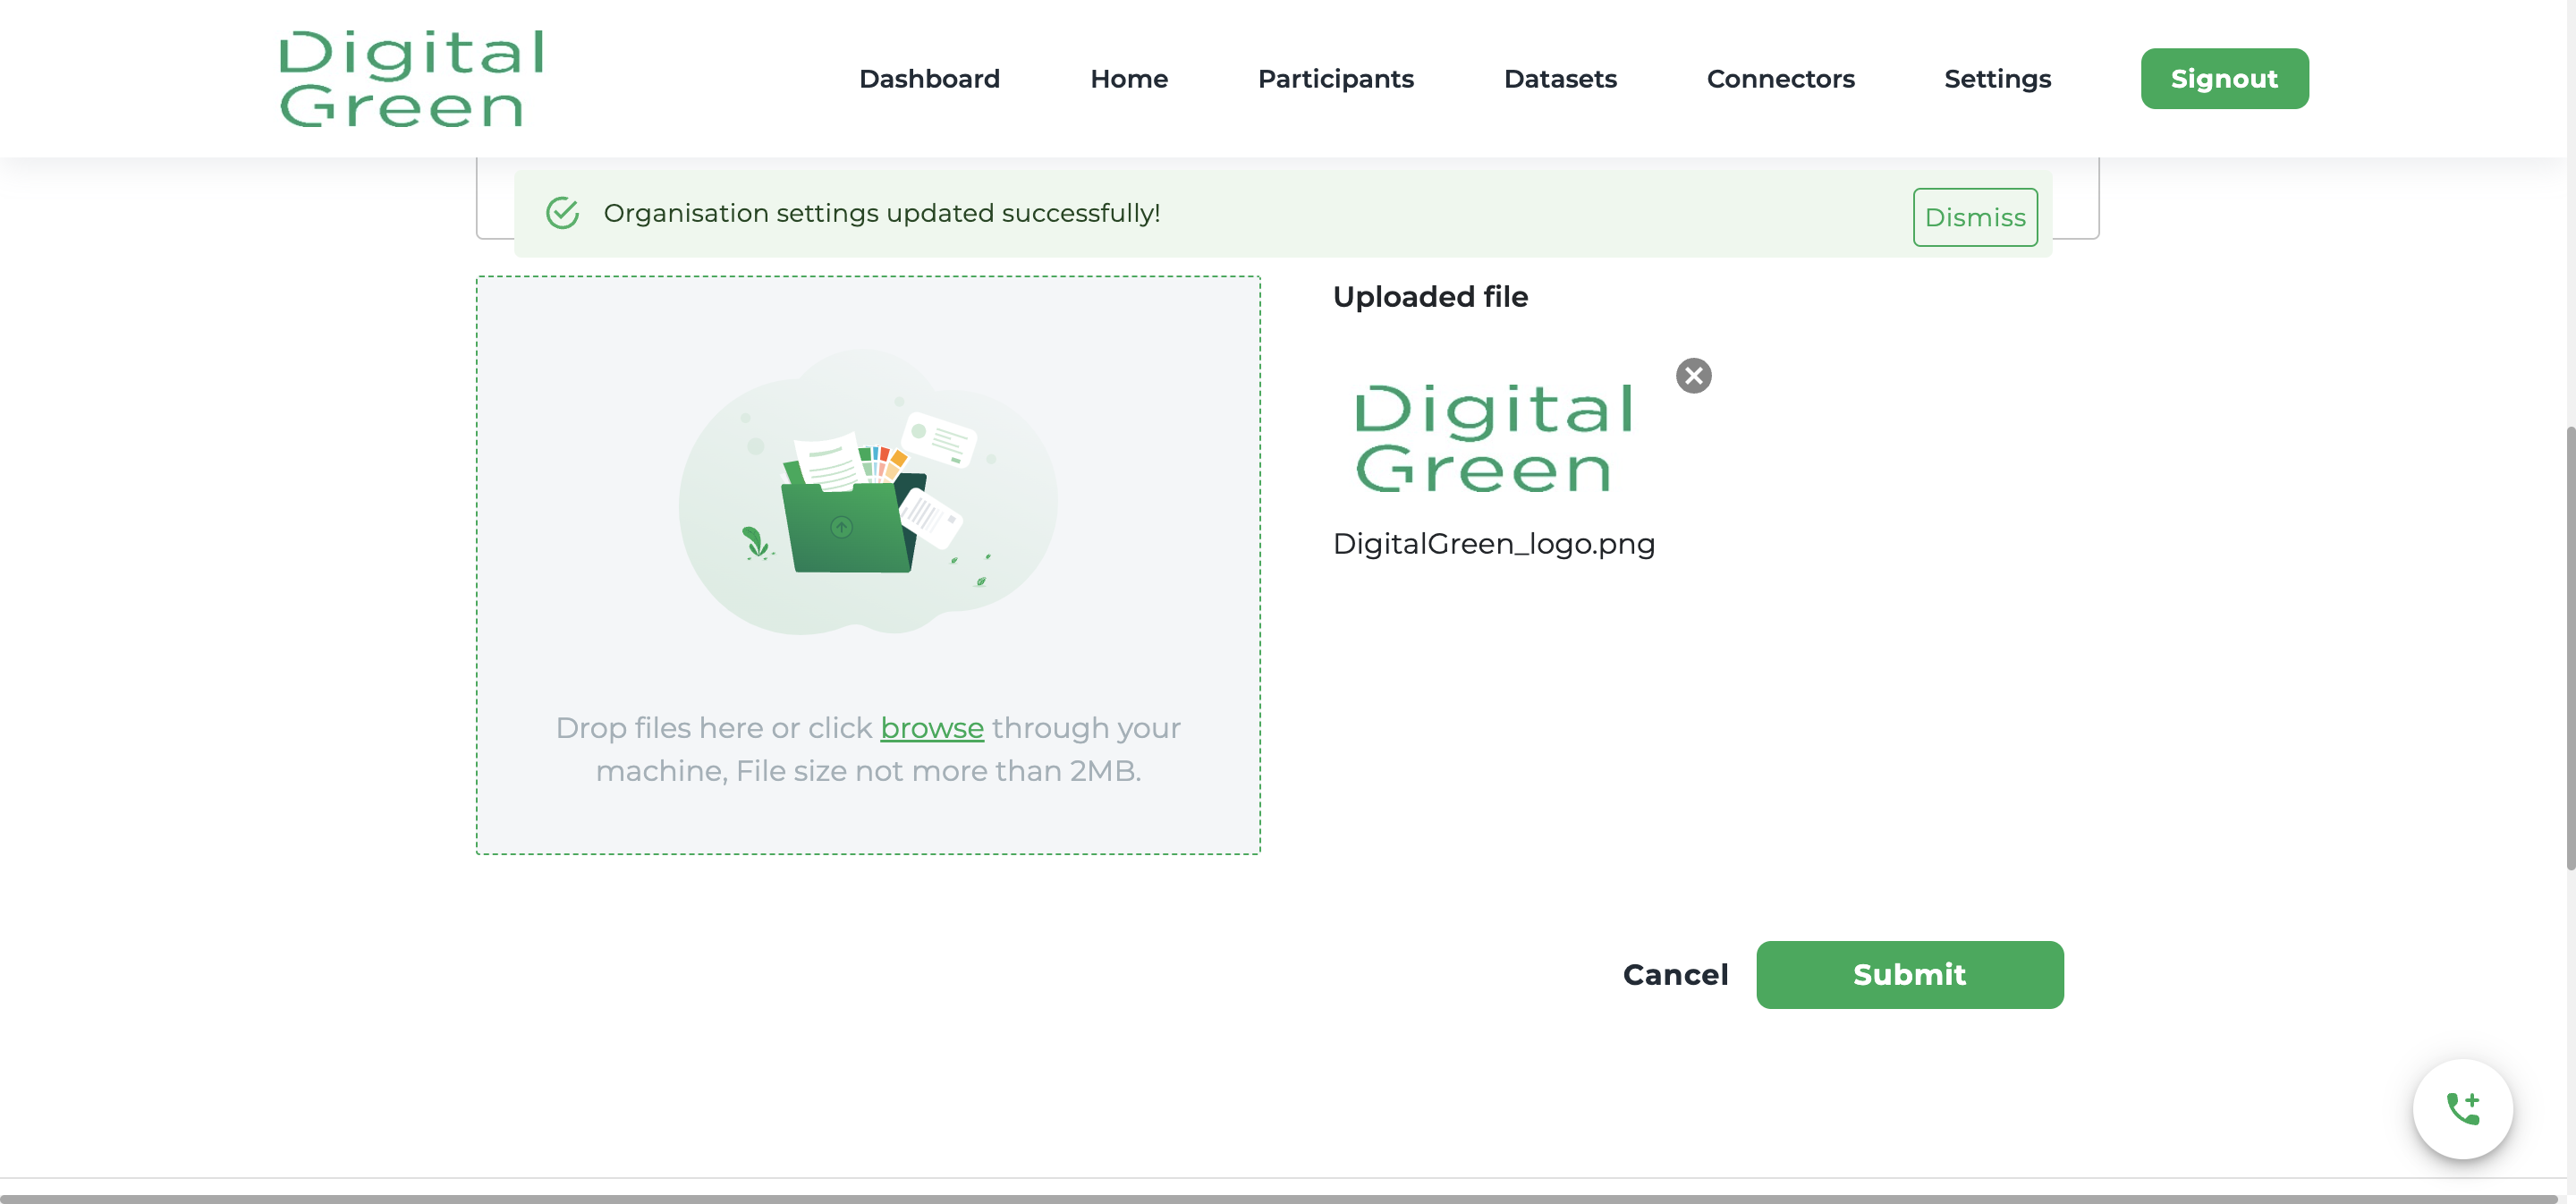 Digital
Green
Dashboard Home Participants Datasets Connectors Settings Signout
Organisation settings updated successfully! Dismiss
Uploaded file
Digital
Green
DigitalGreen_logo.png
Drop files here or click browse through your
machine, File size not more than 2MB.
Cancel Submit